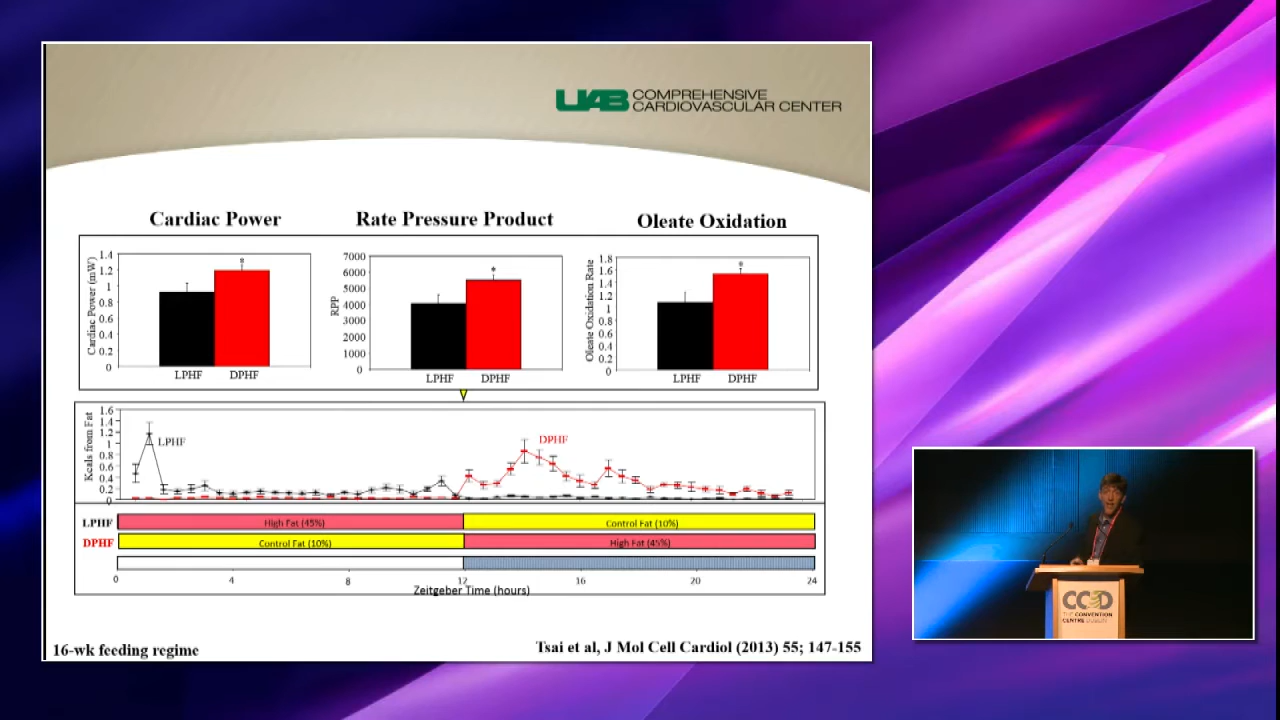 UAB COMPREHENSIVE
CARDIOVASCULAR CENTER
Cardiac Power
Rate Pressure Product
Oleate Oxidation
Cardiac Power (mW)
1.4
1.2
1
0.8
0.6
0.4
0.2
0
*
LPHF DPHF
RPP
7000
6000
5000
4000
3000
2000
1000
0
*
LPHF DPHF
Oleate Oxidation Rate
1.8
1.6
1.4
1.2
1
0.8
0.6
0.4
0.2
0
*
LPHF DPHF
Kcals from Fat
1.6
1.4
1.2
1
0.8
0.6
0.4
0.2
0
LPHF
DPHF
LPHF High Fat (45%) Control Fat (10%)
DPHF Control Fat (10%) High Fat (45%)
0 4 8 12 16 20 24
Zeitgeber Time (hours)
16-wk feeding regime
Tsai et al, J Mol Cell Cardiol (2013) 55; 147-155
CCD
THE CONVENTION
CENTRE DUBLIN